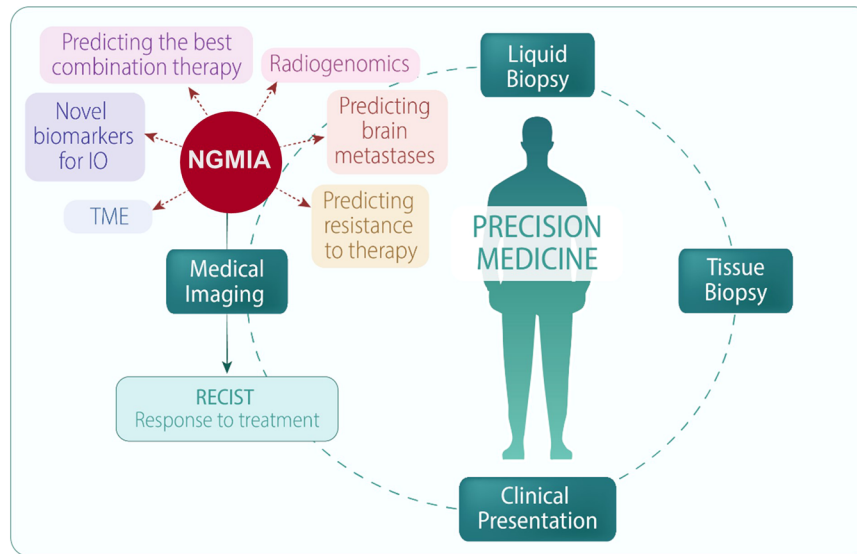 Predicting the best
combination therapy
Radiogenomics
Novel
biomarkers
for IO
NGMIA
Predicting
brain
metastases
TME
Predicting
resistance
to therapy
Medical
Imaging
RECIST
Response to treatment
Liquid
Biopsy
PRECISION
MEDICINE
Tissue
Biopsy
Clinical
Presentation